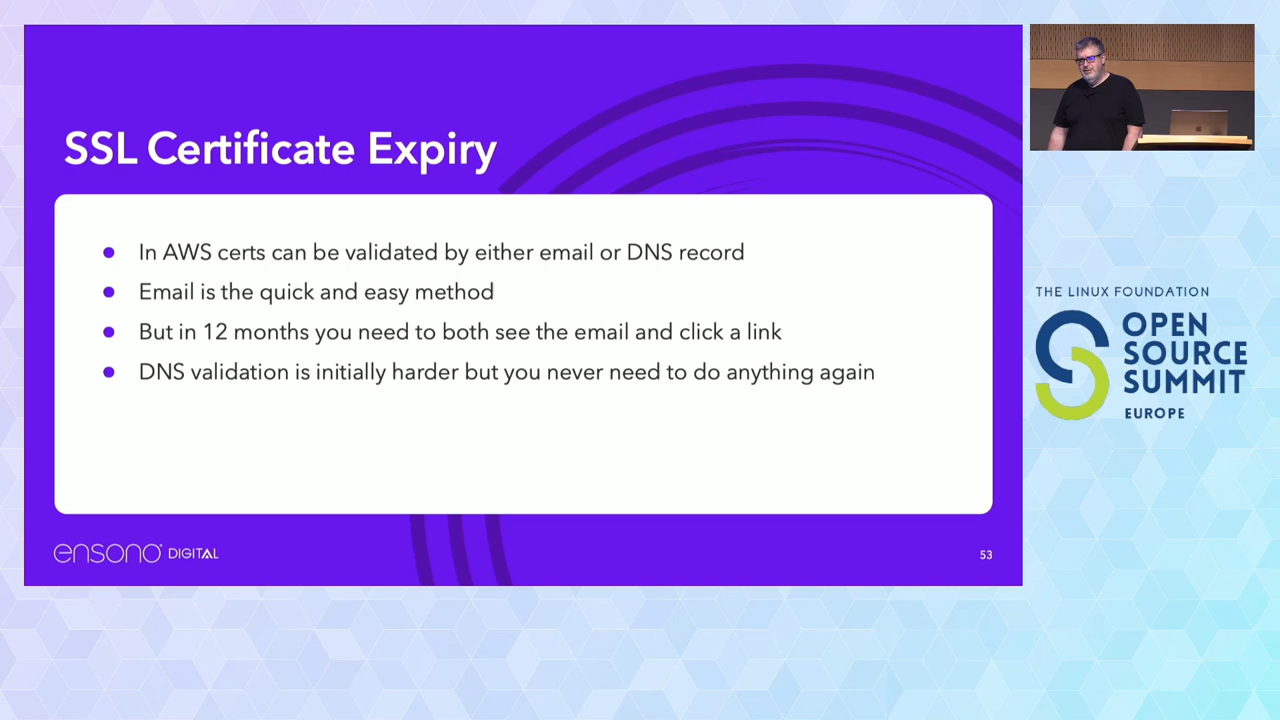 SSL Certificate Expiry
In AWS certs can be validated by either email or DNS record
Email is the quick and easy method
But in 12 months you need to both see the email and click a link
DNS validation is initially harder but you never need to do anything again
ensono DIGITAL
53
THE LINUX FOUNDATION
OPEN
SOURCE
SUMMIT
EUROPE